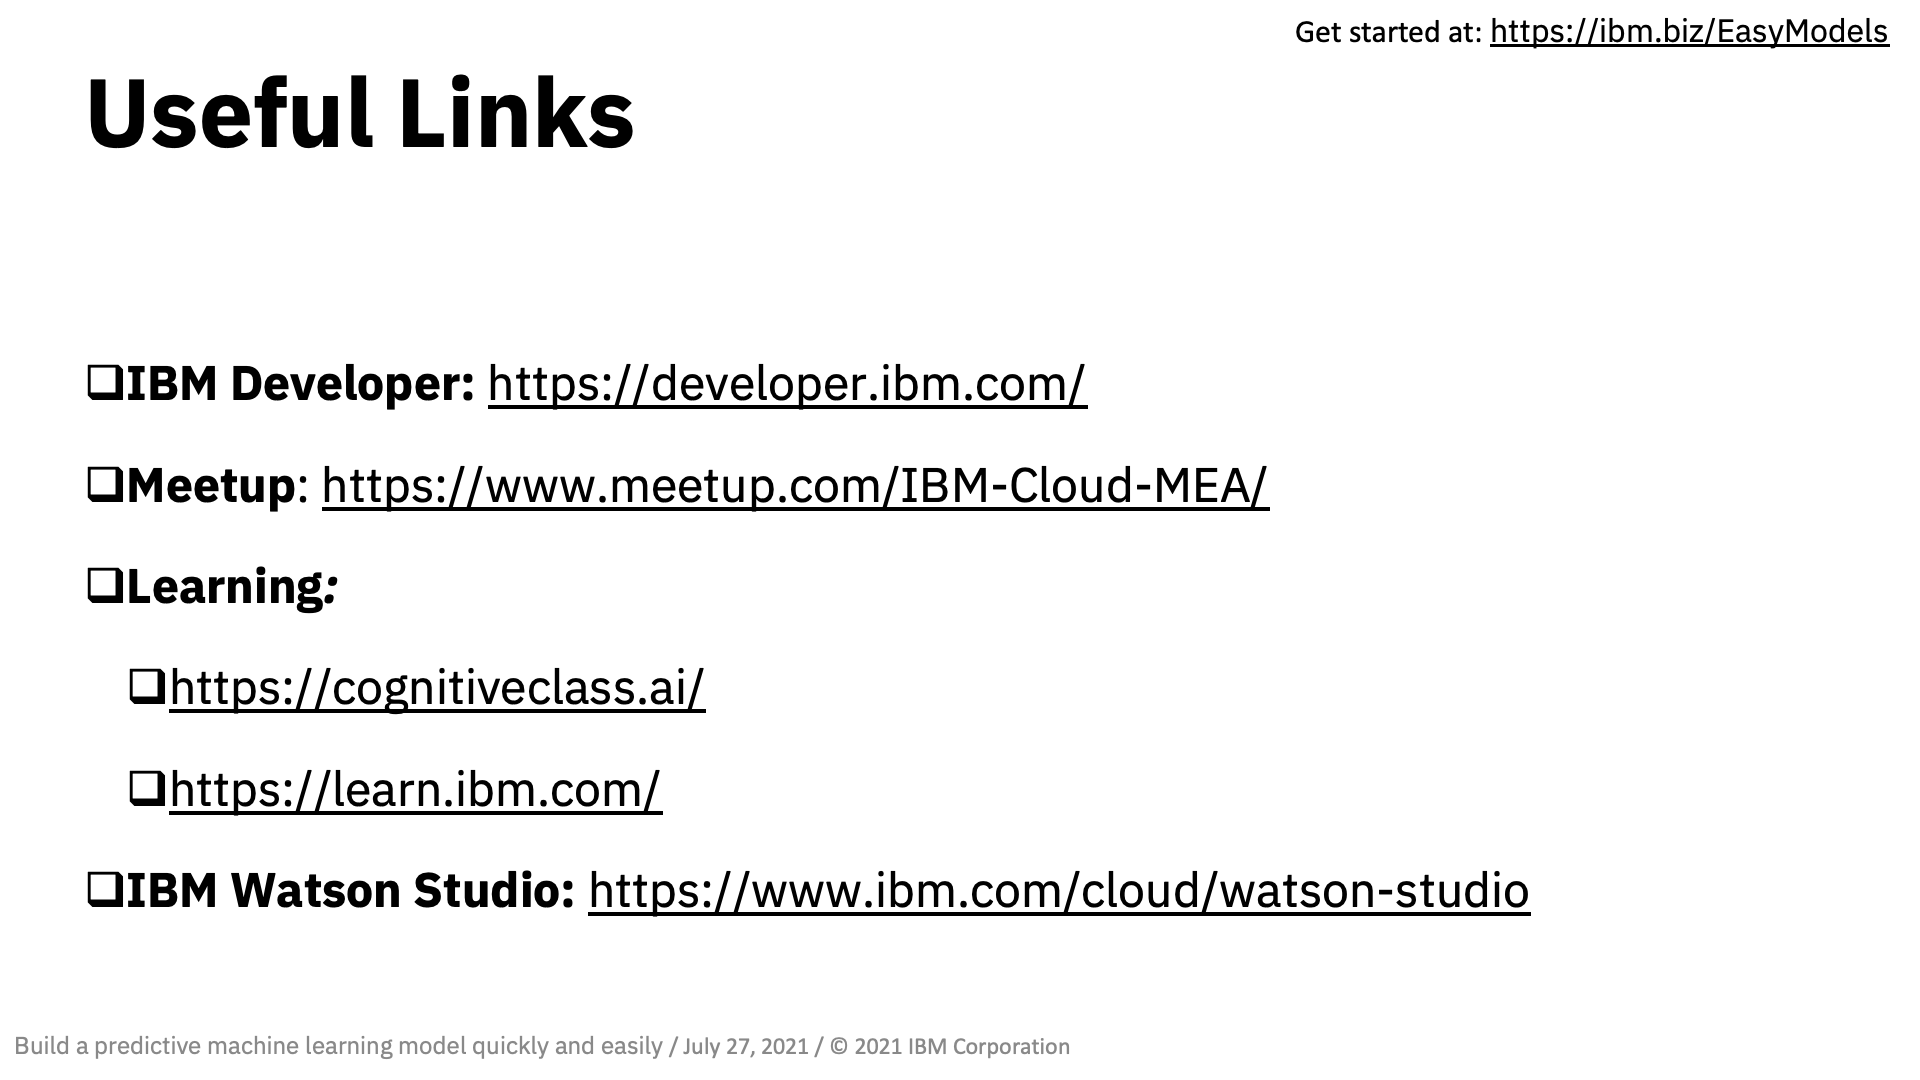 Get started at: https://ibm.biz/EasyModels
Useful Links
❑IBM Developer: https://developer.ibm.com/
❑Meetup: https://www.meetup.com/IBM-Cloud-MEA/
❑Learning:
❑https://cognitiveclass.ai/
❑https://learn.ibm.com/
❑IBM Watson Studio: https://www.ibm.com/cloud/watson-studio
Build a predictive machine learning model quickly and easily / July 27, 2021 / © 2021 IBM Corporation